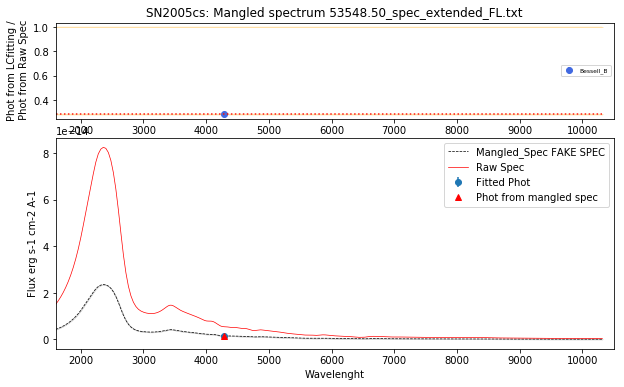 SN2005cs: Mangled spectrum 53548.50_spec_extended_FL.txt
Phot from LCfitting /
Phot from Raw Spec
1.0
0.8
0.6
0.4
Bessell_B
2000 3000 4000 5000 6000 7000 8000 9000 10000
1e−14
Flux erg s-1 cm-2 A-1
8
6
4
2
0
Mangled_Spec FAKE SPEC
Raw Spec
Fitted Phot
Phot from mangled spec
2000 3000 4000 5000 6000 7000 8000 9000 10000
Wavelenght